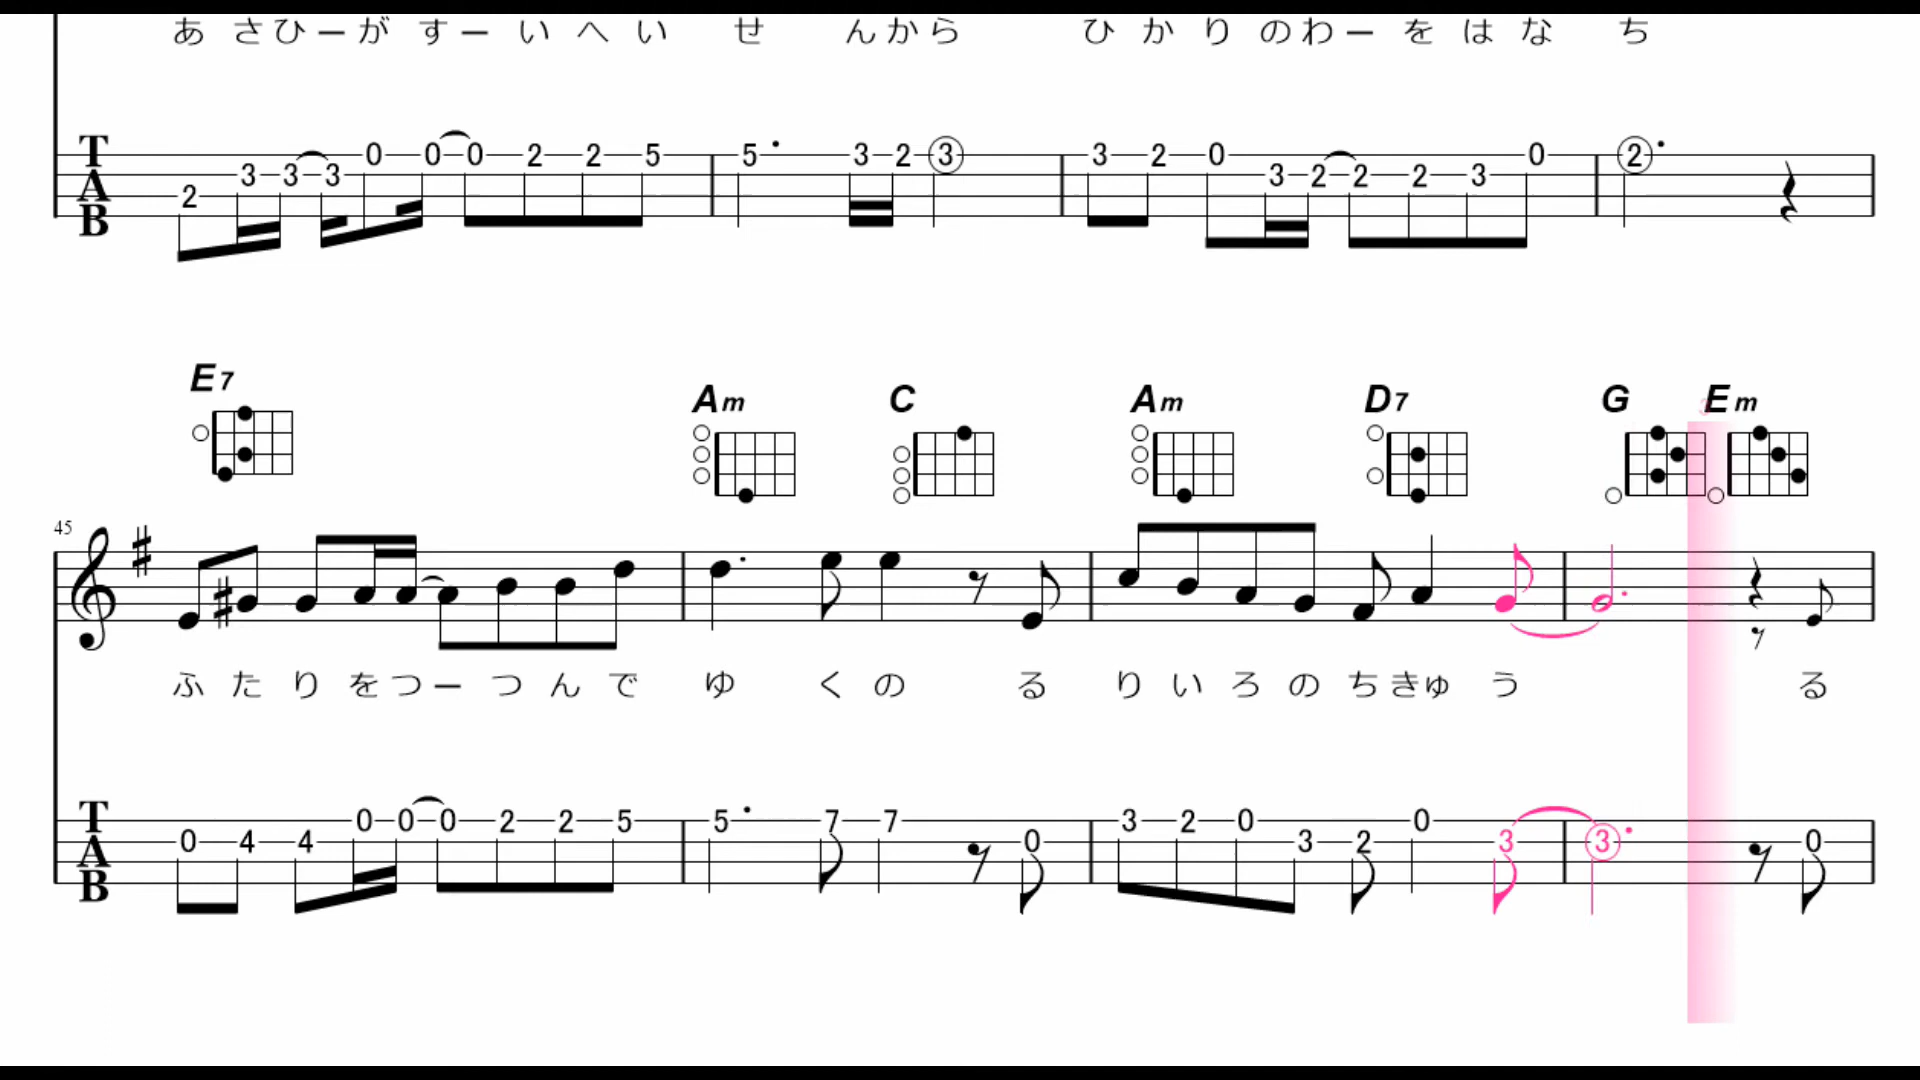 あさひーがすーいへいせんからひかりのわーをはなち
T A B 2 3 3 3 0 0 0 2 2 5 5 3 2 3 3 2 0 3 2 2 2 3 0 2
E7 Am C Am D7 G Em
45
ふたりをつーつんでゆくのるりいろのちきゅうる
T A B 0 4 4 0 0 0 2 2 5 5 7 7 0 3 2 0 3 2 0 3 3 0